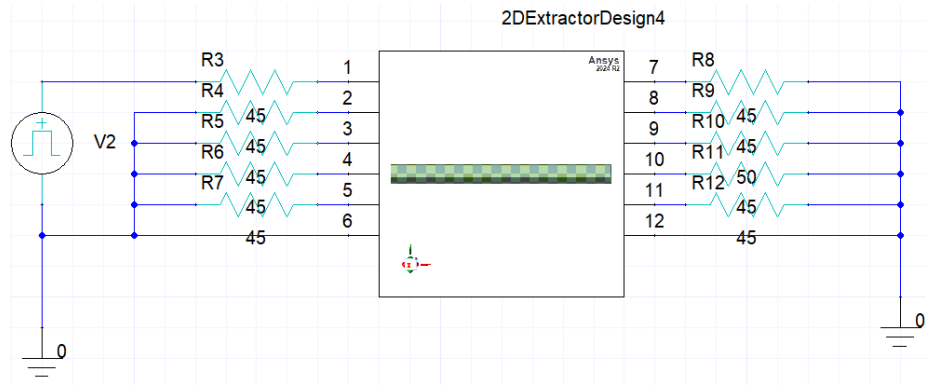 2DExtractorDesign4
Ansys
2024 R2
R3 1 7 R8
R4 2 8 R9
45 45
R5 3 9 R10
45 45
R6 4 10 R11
45 50
R7 5 11 R12
45 45
6 12
45 45
V2
0
0